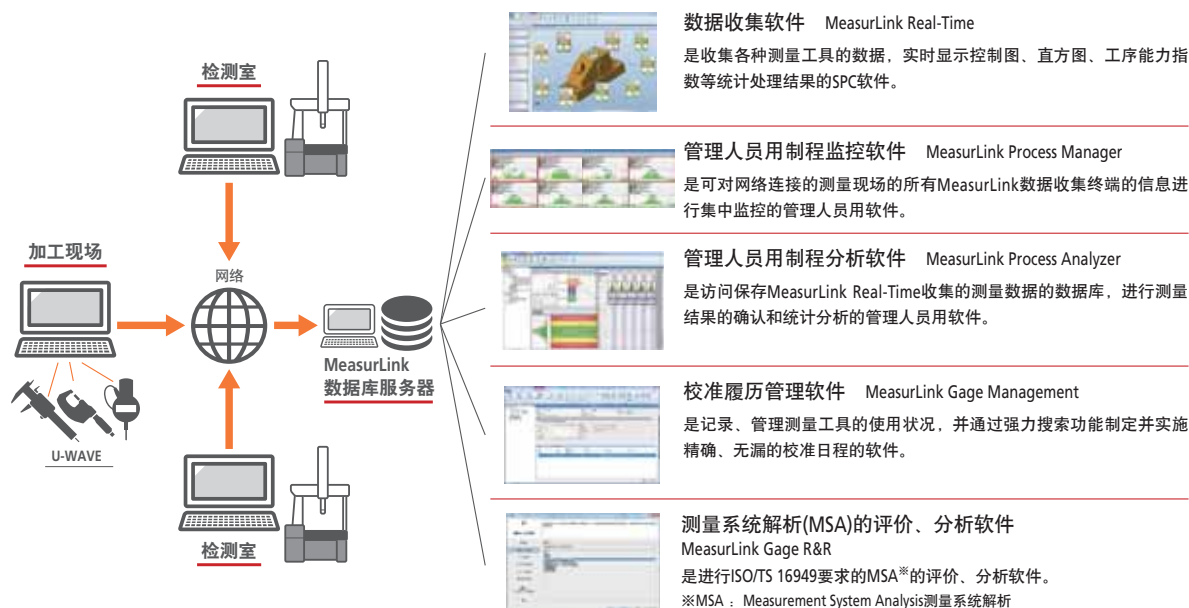 检测室
加工现场
网络
MeasurLink
数据库服务器
U-WAVE
检测室
数据收集软件 MeasurLink Real-Time
是收集各种测量工具的数据，实时显示控制图、直方图、工序能力指
数等统计处理结果的SPC软件。
管理人员用制程监控软件 MeasurLink Process Manager
是可对网络连接的测量现场的所有MeasurLink数据收集终端的信息进
行集中监控的管理人员用软件。
管理人员用制程分析软件 MeasurLink Process Analyzer
是访问保存MeasurLink Real-Time收集的测量数据的数据库，进行测量
结果的确认和统计分析的管理人员用软件。
校准履历管理软件 MeasurLink Gage Management
是记录、管理测量工具的使用状况，并通过强力搜索功能制定并实施
精确、无漏的校准日程的软件。
测量系统解析(MSA)的评价、分析软件
MeasurLink Gage R&R
是进行ISO/TS 16949要求的MSA※的评价、分析软件。
※MSA ：Measurement System Analysis测量系统解析